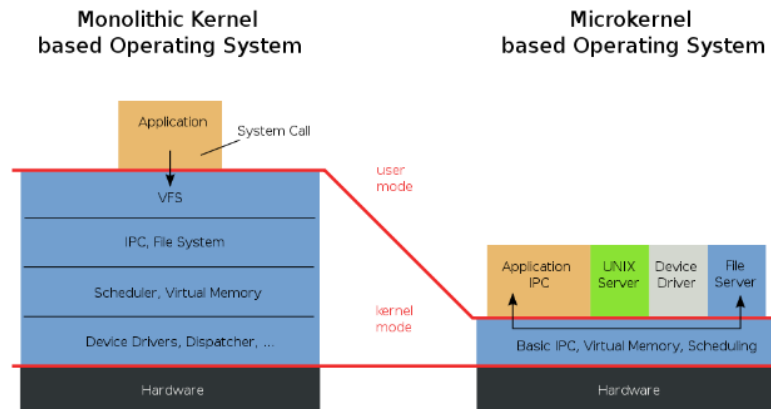 Monolithic Kernel
based Operating System
Microkernel
based Operating System
Application
System Call
user
mode
VFS
IPC, File System
Scheduler, Virtual Memory
kernel
mode
Device Drivers, Dispatcher, ...
Hardware
Application
IPC
UNIX
Server
Device
Driver
File
Server
Basic IPC, Virtual Memory, Scheduling
Hardware